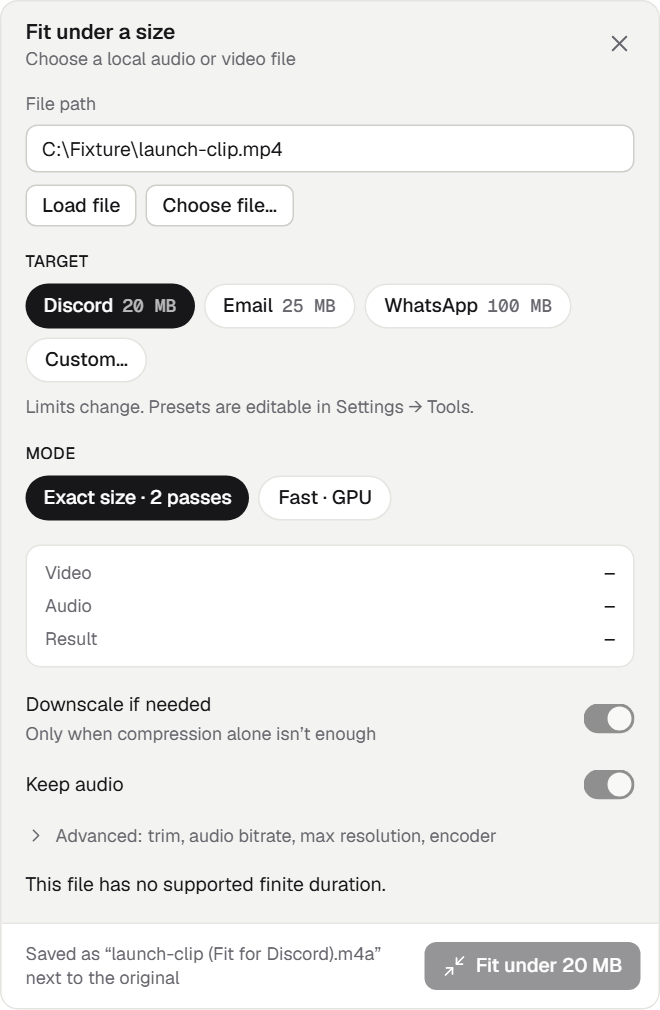 Fit under a size
Choose a local audio or video file
File path
C:\Fixture\launch-clip.mp4
Load file
Choose file…
TARGET
Discord 20 MB
Email 25 MB
WhatsApp 100 MB
Custom…
Limits change. Presets are editable in Settings → Tools.
MODE
Exact size · 2 passes
Fast · GPU
Video –
Audio –
Result –
Downscale if needed
Only when compression alone isn’t enough
Keep audio
Advanced: trim, audio bitrate, max resolution, encoder
This file has no supported finite duration.
Saved as “launch-clip (Fit for Discord).m4a”
next to the original
Fit under 20 MB